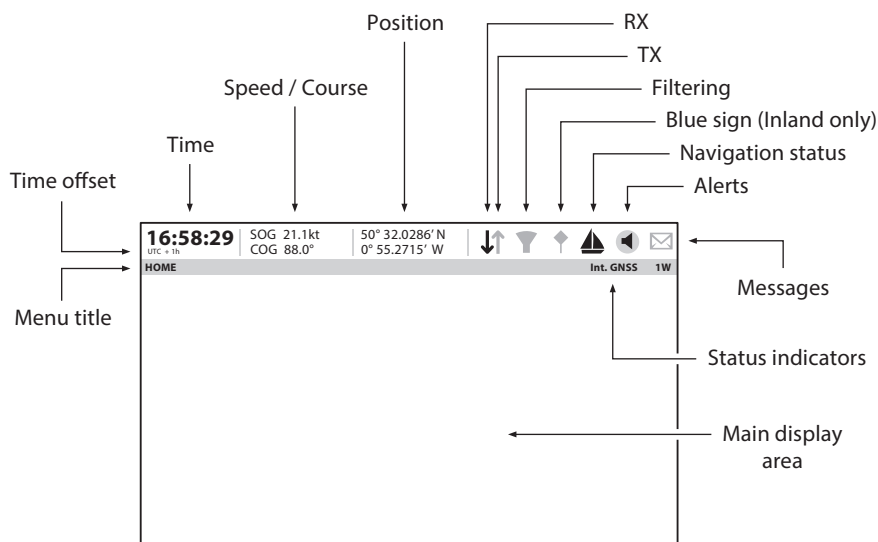 Position
RX
TX
Speed / Course
Filtering
Blue sign (Inland only)
Time
Navigation status
Time offset
Alerts
16:58:29
UTC + 1h
SOG 21.1kt
COG 88.0°
50° 32.0286′ N
0° 55.2715′ W
HOME
Int. GNSS 1W
Messages
Menu title
Status indicators
Main display
area